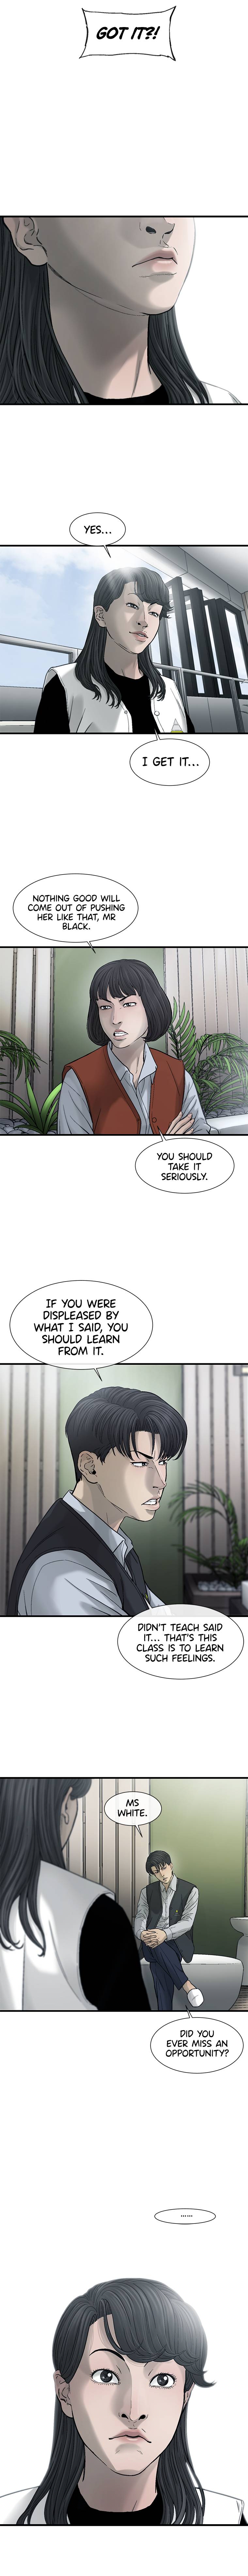 GOT IT?!
YES...
I GET IT...
NOTHING GOOD WILL
COME OUT OF PUSHING
HER LIKE THAT, MR
BLACK.
YOU SHOULD
TAKE IT
SERIOUSLY.
IF YOU WERE
DISPLEASED BY
WHAT I SAID, YOU
SHOULD LEARN
FROM IT.
DIDN'T TEACH SAID
IT... THAT'S THIS
CLASS IS TO LEARN
SUCH FEELINGS.
MS
WHITE.
DID YOU
EVER MISS AN
OPPORTUNITY?
......